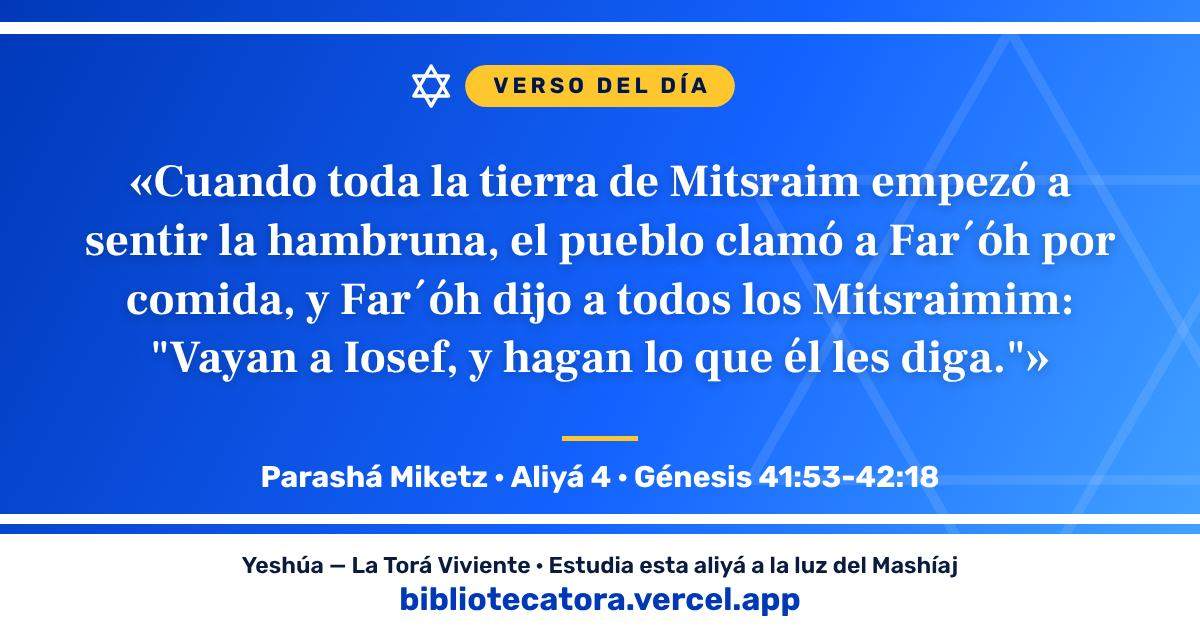 VERSO DEL DÍA
«Cuando toda la tierra de Mitsraim empezó a
sentir la hambruna, el pueblo clamó a Far´óh por
comida, y Far´óh dijo a todos los Mitsraimim:
"Vayan a Iosef, y hagan lo que él les diga."»
Parashá Miketz • Aliyá 4 • Génesis 41:53-42:18
Yeshúa — La Torá Viviente • Estudia esta aliyá a la luz del Mashíaj
bibliotecatora.vercel.app